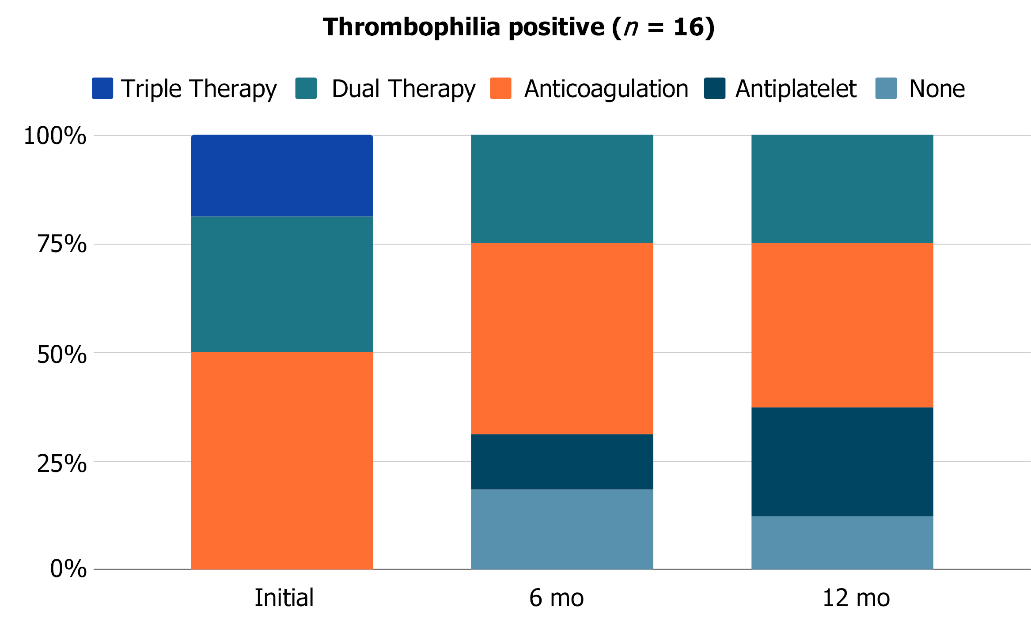 Thrombophilia positive (n = 16)
Triple Therapy Dual Therapy Anticoagulation Antiplatelet None
100%
75%
50%
25%
0%
Initial 6 mo 12 mo